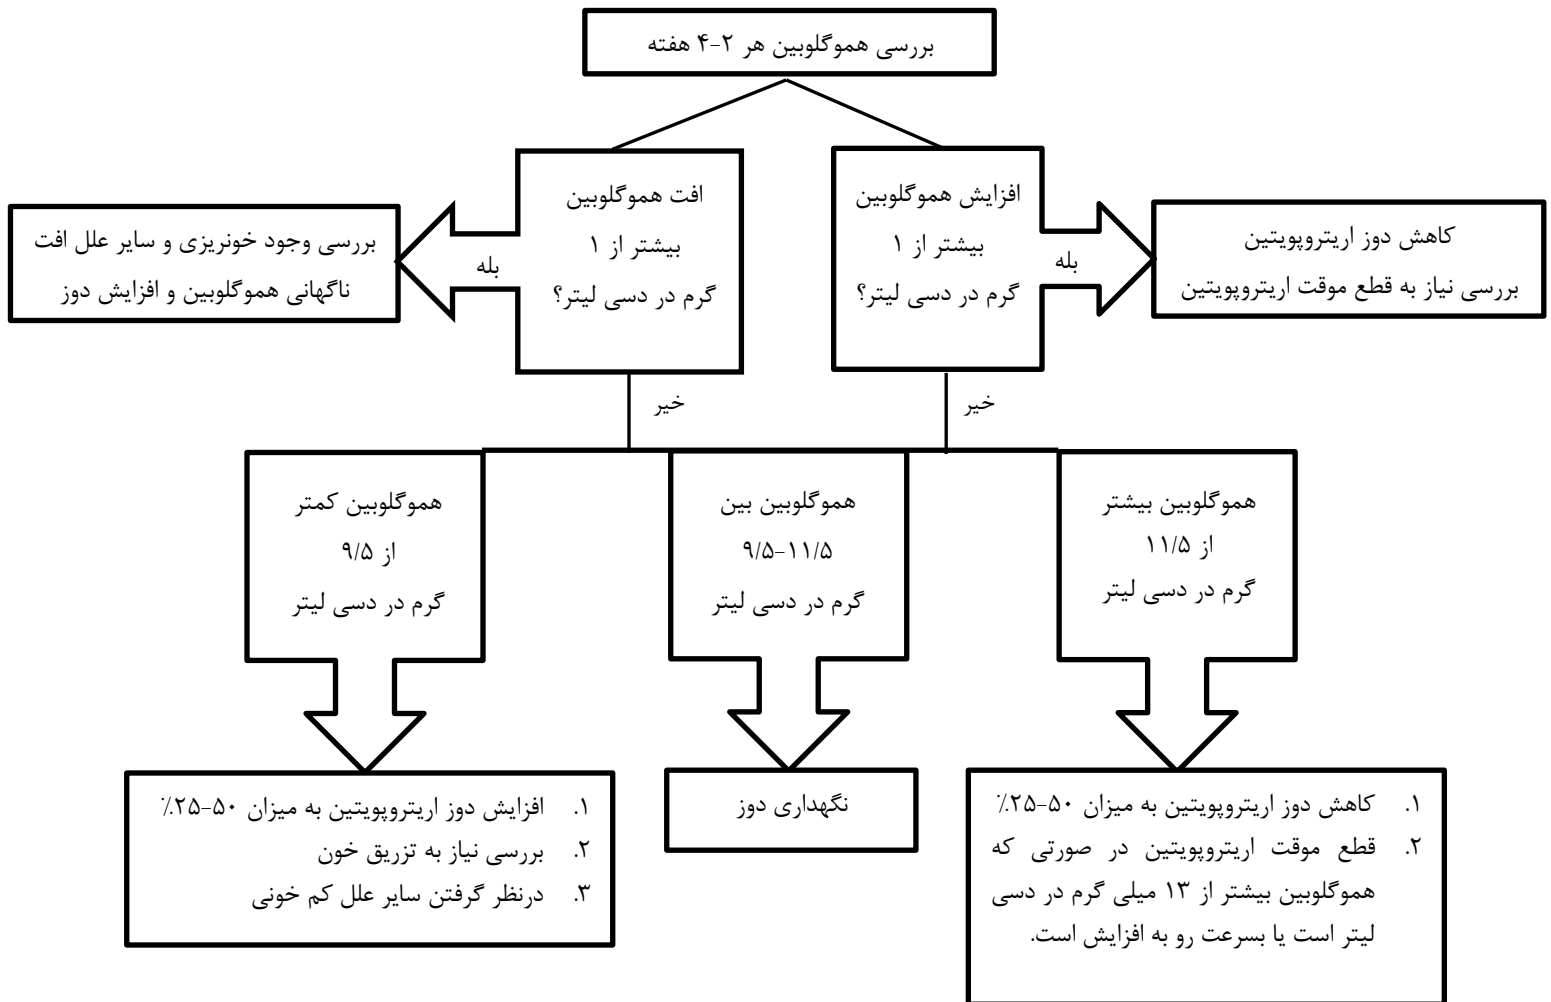 بررسی هموگلوبین هر ۲-۴ هفته
افزایش هموگلوبین
بیشتر از ۱
گرم در دسی لیتر؟
بله
کاهش دوز اریتروپویتین
بررسی نیاز به قطع موقت اریتروپویتین
افت هموگلوبین
بیشتر از ۱
گرم در دسی لیتر؟
بله
بررسی وجود خونریزی و سایر علل افت
ناگهانی هموگلوبین و افزایش دوز
خیر
خیر
هموگلوبین بیشتر
از ۱۱/۵
گرم در دسی لیتر
هموگلوبین بین
۹/۵-۱۱/۵
گرم در دسی لیتر
هموگلوبین کمتر
از ۹/۵
گرم در دسی لیتر
۱. کاهش دوز اریتروپویتین به میزان ۵۰-۲۵٪
۲. قطع موقت اریتروپویتین در صورتی که
هموگلوبین بیشتر از ۱۳ میلی گرم در دسی
لیتر است یا بسرعت رو به افزایش است.
نگهداری دوز
۱. افزایش دوز اریتروپویتین به میزان ۵۰-۲۵٪
۲. بررسی نیاز به تزریق خون
۳. درنظر گرفتن سایر علل کم خونی